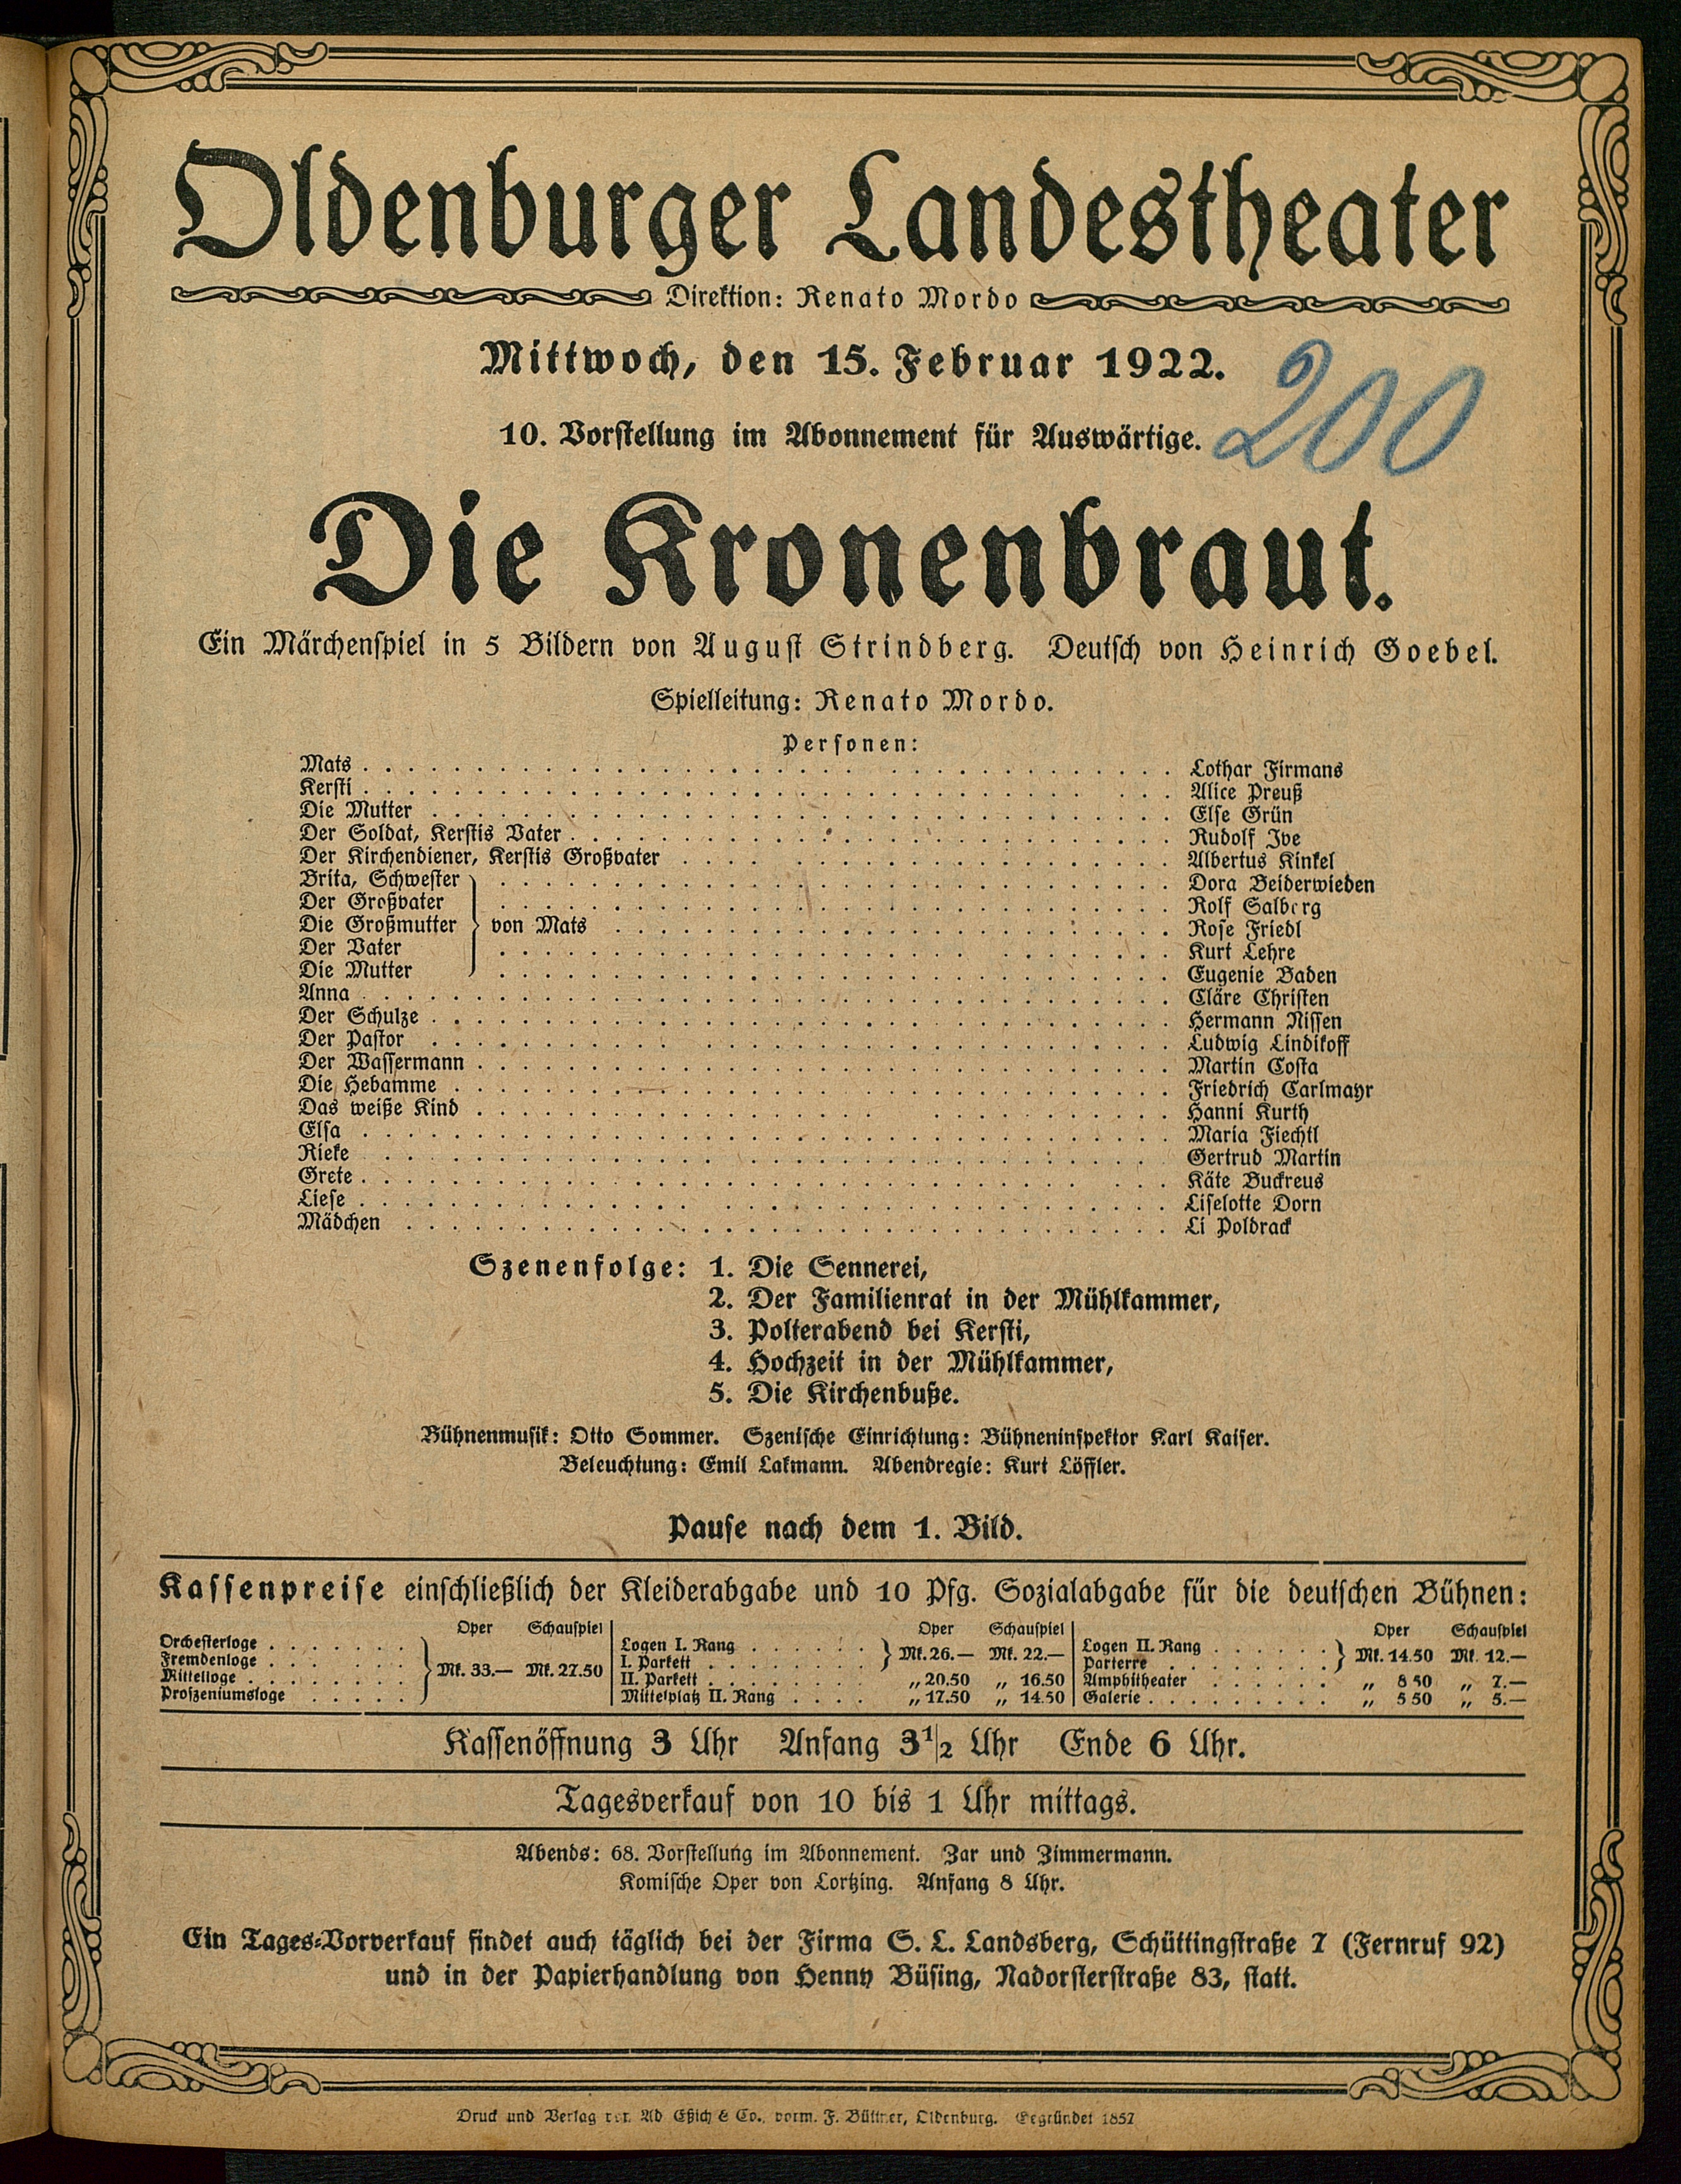 Oldenburger Landestheater
Direktion: Renato Mordo
Mittwoch, den 15. Februar 1922.
200
10. Vorstellung im Abonnement für Auswärtige.
Die Kronenbraut.
Ein Märchenspiel in 5 Bildern von August Strindberg. Deutsch von Heinrich Goebel.
Spielleitung: Renato Mordo.
Personen:
Mats . . . Lothar Firmans
Kersti . . . Alice Preuß
Die Mutter . . . Else Grün
Der Soldat, Kerstis Vater . . . Rudolf Ive
Der Kirchendiener, Kerstis Großvater . . . Albertus Kinkel
Brita, Schwester . . . Dora Beiderwieden
Der Großvater . . . Rolf Salberg
Die Großmutter } von Mats . . . Rose Friedl
Der Vater . . . Kurt Lehre
Die Mutter . . . Eugenie Baden
Anna . . . Cläre Christen
Der Schulze . . . Hermann Nissen
Der Pastor . . . Ludwig Lindikoff
Der Wassermann . . . Martin Costa
Die Hebamme . . . Friedrich Carlmayr
Das weiße Kind . . . Hanni Kurth
Elsa . . . Maria Fiechtl
Rieke . . . Gertrud Martin
Grete . . . Käte Buckreus
Liese . . . Liselotte Dorn
Mädchen . . . Li Poldrack
Szenenfolge: 1. Die Sennerei,
2. Der Familienrat in der Mühlkammer,
3. Polterabend bei Kersti,
4. Hochzeit in der Mühlkammer,
5. Die Kirchenbuße.
Bühnenmusik: Otto Sommer. Szenische Einrichtung: Bühneninspektor Karl Kaiser.
Beleuchtung: Emil Lakmann. Abendregie: Kurt Löffler.
Pause nach dem 1. Bild.
Kassenpreise einschließlich der Kleiderabgabe und 10 Pfg. Sozialabgabe für die deutschen Bühnen:
Oper Schauspiel
Orchesterloge
Fremdenloge
Mittelloge
Proszeniumsloge
} Mk. 33.— Mk. 27.50
Oper Schauspiel
Logen I. Rang
I. Parkett } Mk. 26.— Mk. 22.—
II. Parkett „ 20.50 „ 16.50
Mittelplatz II. Rang „ 17.50 „ 14.50
Oper Schauspiel
Logen II. Rang
Parterre } Mk. 14.50 Mk. 12.—
Amphitheater „ 8 50 „ 7.—
Galerie „ 5 50 „ 5.—
Kassenöffnung 3 Uhr Anfang 3 1/2 Uhr Ende 6 Uhr.
Tagesverkauf von 10 bis 1 Uhr mittags.
Abends: 68. Vorstellung im Abonnement. Zar und Zimmermann.
Komische Oper von Lortzing. Anfang 8 Uhr.
Ein Tages-Vorverkauf findet auch täglich bei der Firma S. L. Landsberg, Schüttingstraße 7 (Fernruf 92)
und in der Papierhandlung von Henny Büsing, Nadorsterstraße 83, statt.
Druck und Verlag von Ad Eßich & Co., vorm. F. Büttner, Oldenburg. Gegründet 1857